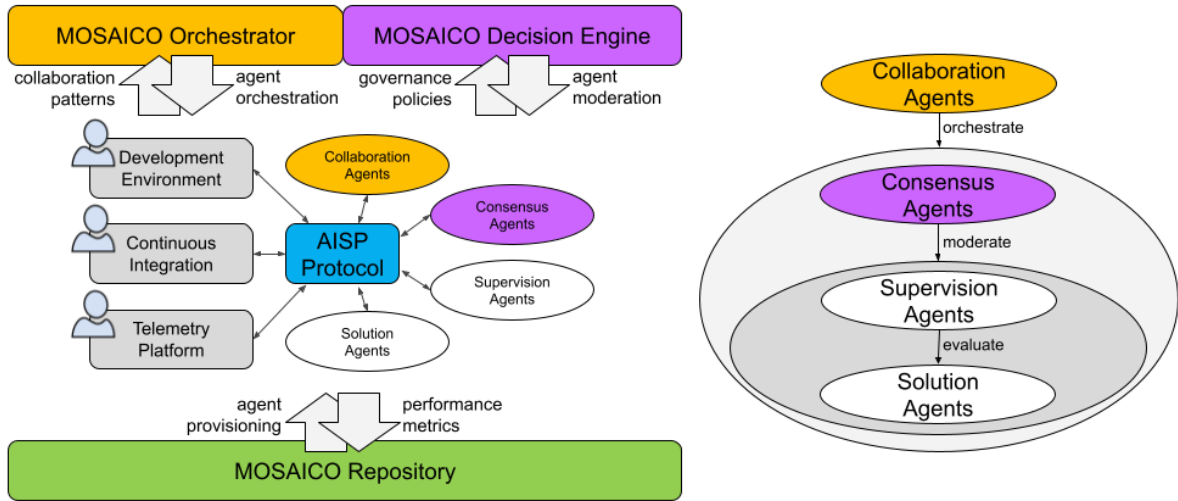 MOSAICO Orchestrator
MOSAICO Decision Engine
collaboration
patterns
agent
orchestration
governance
policies
agent
moderation
Development
Environment
Continuous
Integration
Telemetry
Platform
AISP
Protocol
Collaboration
Agents
Consensus
Agents
Supervision
Agents
Solution
Agents
agent
provisioning
performance
metrics
MOSAICO Repository
Collaboration
Agents
orchestrate
Consensus
Agents
moderate
Supervision
Agents
evaluate
Solution
Agents